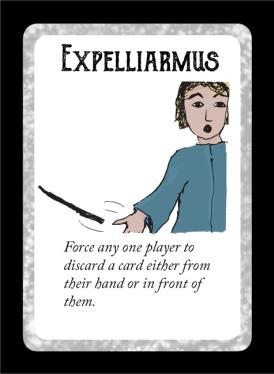 Expelliarmus
Force any one player to
discard a card either from
their hand or in front of
them.